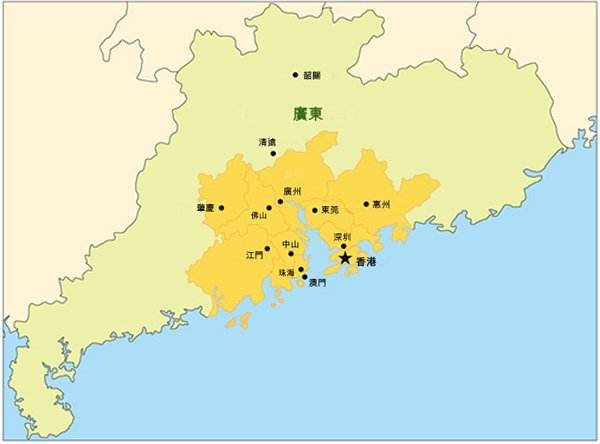 韶關
廣東
清遠
廣州
肇慶
佛山
東莞
惠州
深圳
中山
江門
香港
珠海
澳門